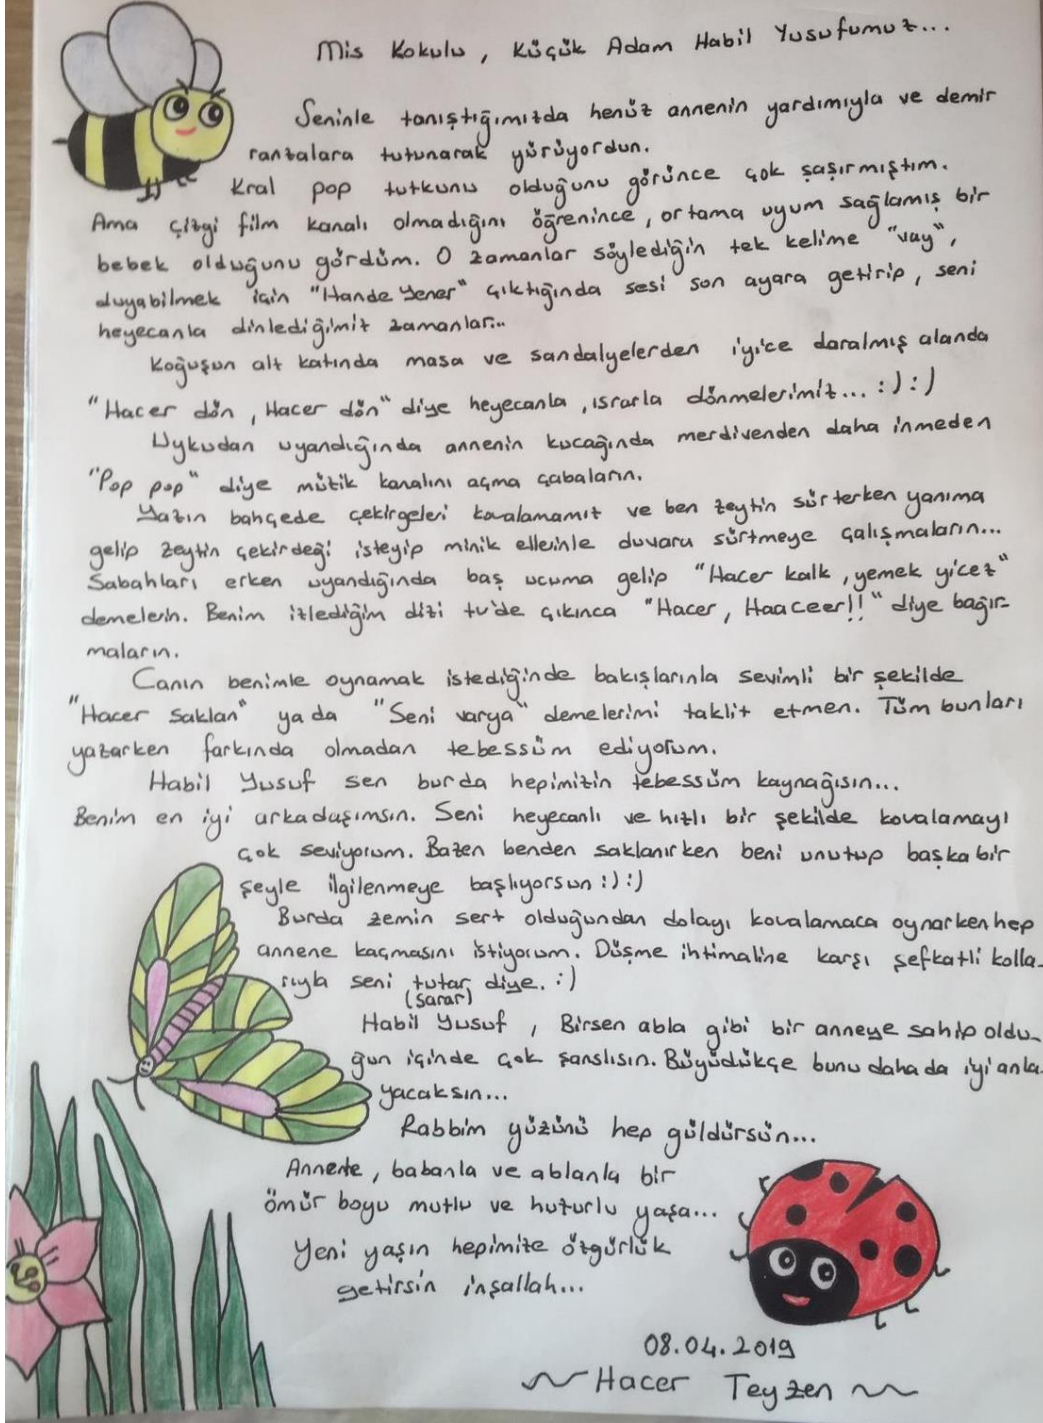 Mis Kokulu, Küçük Adam Habil Yusufumuz...
Seninle tanıştığımızda henüz annenin yardımıyla ve demir
ranzalara tutunarak yürüyordun.
Kral pop tutkunu olduğunu görünce çok şaşırmıştım.
Ama çizgi film kanalı olmadığını öğrenince, ortama uyum sağlamış bir
bebek olduğunu gördüm. O zamanlar söylediğin tek kelime "vay",
duyabilmek için "Hande Yener" çıktığında sesi son ayara getirip, seni
heyecanla dinlediğimiz zamanlar...
Koğuşun alt katında masa ve sandalyelerden iyice daralmış alanda
"Hacer dön, Hacer dön" diye heyecanla, ısrarla dönmelerimiz... :) :)
Uykudan uyandığında annenin kucağında merdivenden daha inmeden
"Pop pop" diye müzik kanalını açma çabaların.
Yazın bahçede çekirgeleri kovalamamız ve ben zeytin sürterken yanıma
gelip zeytin çekirdeği isteyip minik ellerinle duvara sürtmeye çalışmaların...
Sabahları erken uyandığında baş ucuma gelip "Hacer kalk, yemek yicez"
demelerin. Benim izlediğim dizi tv'de çıkınca "Hacer, Haaceer!!" diye bağır-
maların.
Canın benimle oynamak istediğinde bakışlarınla sevimli bir şekilde
"Hacer saklan" ya da "Seni varya" demelerimi taklit etmen. Tüm bunları
yazarken farkında olmadan tebessüm ediyorum.
Habil Yusuf sen burda hepimizin tebessüm kaynağısın...
Benim en iyi arkadaşımsın. Seni heyecanlı ve hızlı bir şekilde kovalamayı
çok seviyorum. Bazen benden saklanırken beni unutup başka bir
şeyle ilgilenmeye başlıyorsun :) :)
Burda zemin sert olduğundan dolayı kovalamaca oynarken hep
annene kaçmasını istiyorum. Düşme ihtimaline karşı şefkatli kolla-
rıyla seni tutar diye. :)
(sarar)
Habil Yusuf, Birsen abla gibi bir anneye sahip oldu-
ğun içinde çok şanslısın. Büyüdükçe bunu daha da iyi anla-
yacaksın...
Rabbim yüzünü hep güldürsün...
Annenle, babanla ve ablanla bir
ömür boyu mutlu ve huzurlu yaşa...
Yeni yaşın hepimize özgürlük
getirsin inşallah...
08.04.2019
Hacer Teyzen